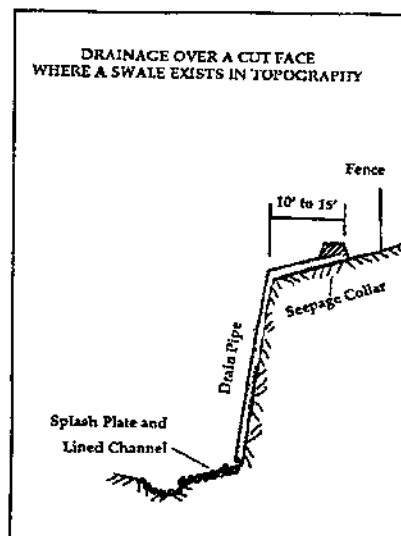 DRAINAGE OVER A CUT FACE
WHERE A SWALE EXISTS IN TOPOGRAPHY
Fence
10' to 15'
Seepage Collar
Drain Pipe
Splash Plate and
Lined Channel